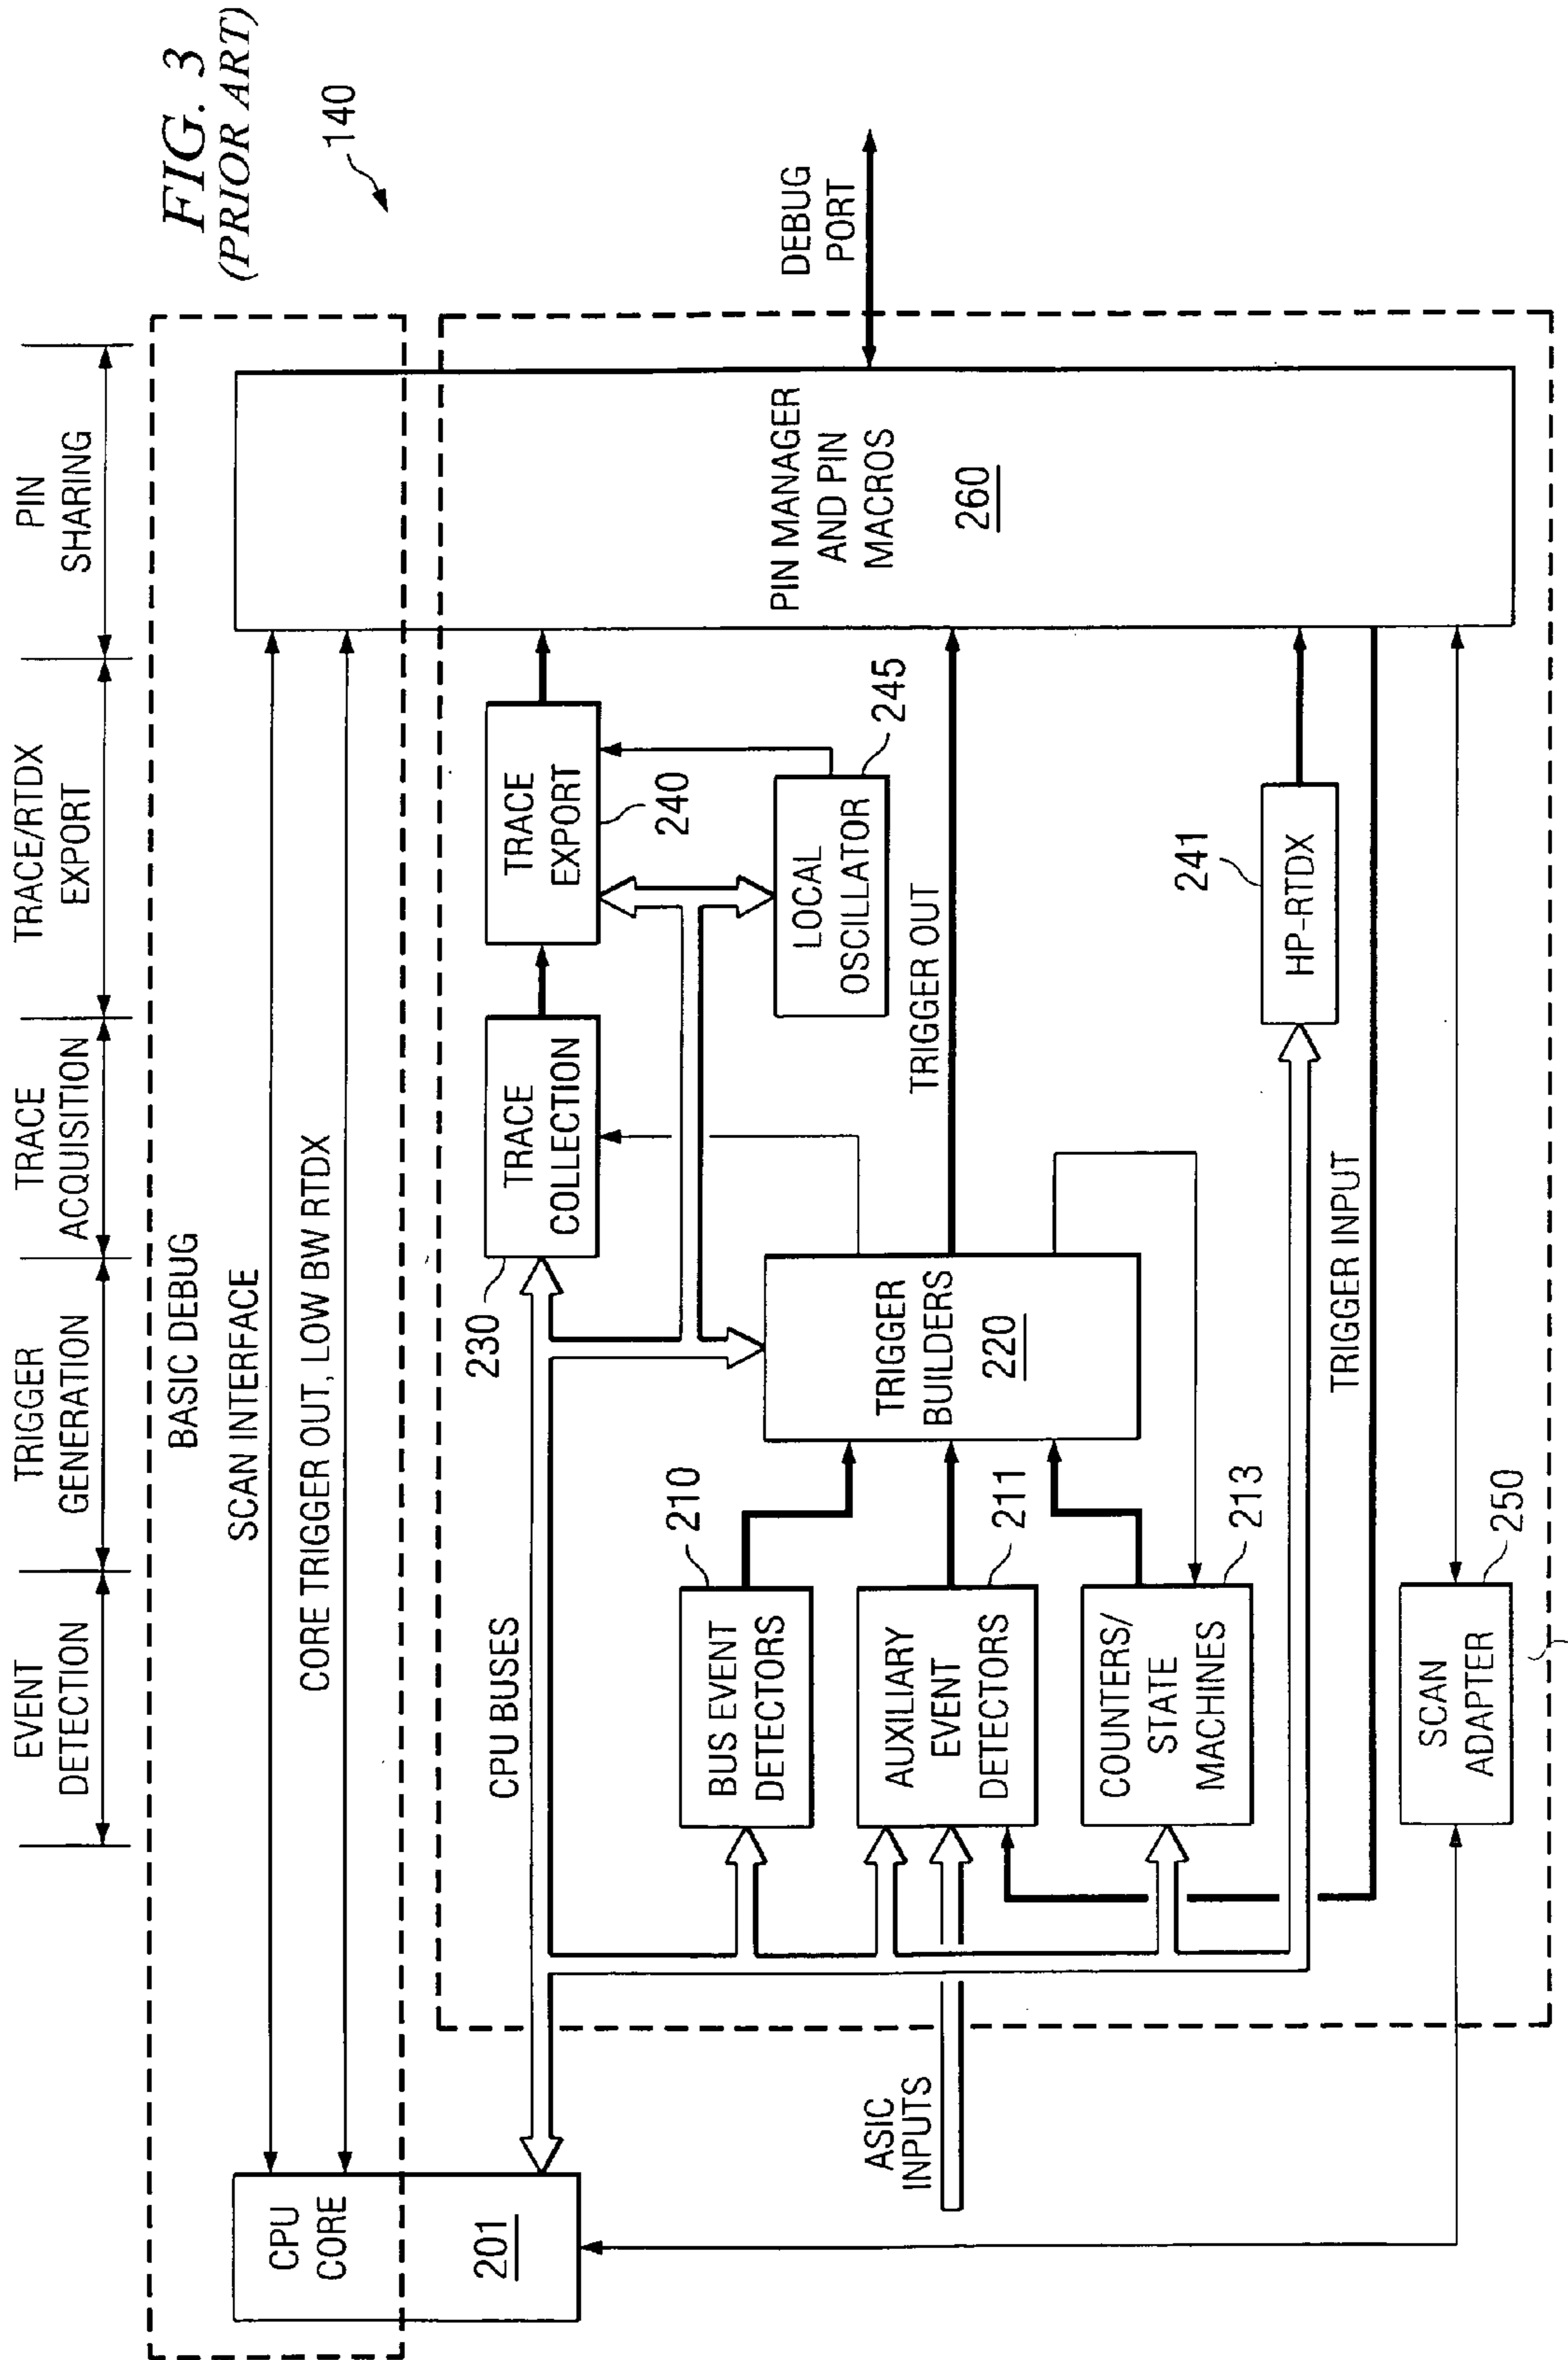 FIG. 3
(PRIOR ART)
140
EVENT
DETECTION
TRIGGER
GENERATION
TRACE
ACQUISITION
TRACE/RTDX
EXPORT
PIN
SHARING
BASIC DEBUG
SCAN INTERFACE
CORE TRIGGER OUT, LOW BW RTDX
CPU
CORE
201
CPU BUSES
230
TRACE
COLLECTION
TRACE
EXPORT
240
LOCAL
OSCILLATOR
245
210
BUS EVENT
DETECTORS
ASIC
INPUTS
AUXILIARY
EVENT
DETECTORS
211
COUNTERS/
STATE
MACHINES
213
TRIGGER
BUILDERS
220
TRIGGER OUT
241
HP-RTDX
TRIGGER INPUT
SCAN
ADAPTER
250
PIN MANAGER
AND PIN
MACROS
260
DEBUG
PORT